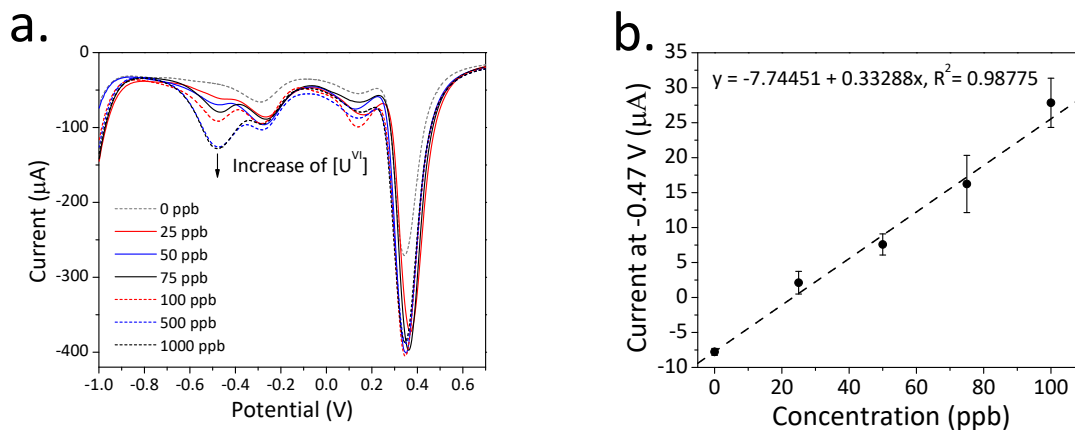 a.
0
-100
-200
-300
-400
Current (µA)
Increase of [U^VI]
0 ppb
25 ppb
50 ppb
75 ppb
100 ppb
500 ppb
1000 ppb
-1.0 -0.8 -0.6 -0.4 -0.2 0.0 0.2 0.4 0.6
Potential (V)
b.
y = -7.74451 + 0.33288x, R²= 0.98775
35
30
25
20
15
10
5
0
-5
-10
Current at -0.47 V (µA)
0 20 40 60 80 100
Concentration (ppb)